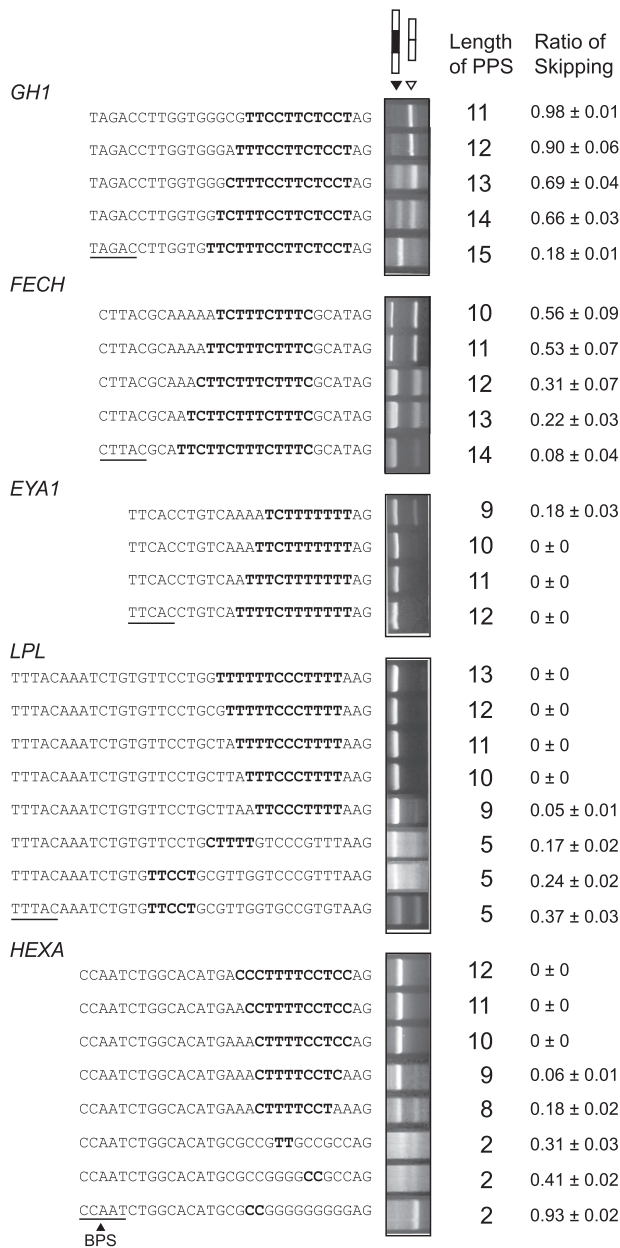 Length of PPS Ratio of Skipping
GH1
TAGACCTTGGTGGGCGTTCCTTCTCCTAG 11 0.98 ± 0.01
TAGACCTTGGTGGGATTTCCTTCTCCTAG 12 0.90 ± 0.06
TAGACCTTGGTGGGCTTTCCTTCTCCTAG 13 0.69 ± 0.04
TAGACCTTGGTGGTCTTTCCTTCTCCTAG 14 0.66 ± 0.03
TAGACCTTGGTGTTCTTTCCTTCTCCTAG 15 0.18 ± 0.01
FECH
CTTACGCAAAAATCTTTCTTTCGCATAG 10 0.56 ± 0.09
CTTACGCAAAATTCTTTCTTTCGCATAG 11 0.53 ± 0.07
CTTACGCAAACTTCTTTCTTTCGCATAG 12 0.31 ± 0.07
CTTACGCAATCTTCTTTCTTTCGCATAG 13 0.22 ± 0.03
CTTACGCATTCTTCTTTCTTTCGCATAG 14 0.08 ± 0.04
EYA1
TTCACCTGTCAAAATCTTTTTTTAG 9 0.18 ± 0.03
TTCACCTGTCAAATTCTTTTTTTAG 10 0 ± 0
TTCACCTGTCAATTTCTTTTTTTAG 11 0 ± 0
TTCACCTGTCATTTTCTTTTTTTAG 12 0 ± 0
LPL
TTTACAAATCTGTGTTCCTGGTTTTTTCCCTTTTAAG 13 0 ± 0
TTTACAAATCTGTGTTCCTGCGTTTTTCCCTTTTAAG 12 0 ± 0
TTTACAAATCTGTGTTCCTGCTATTTTCCCTTTTAAG 11 0 ± 0
TTTACAAATCTGTGTTCCTGCTTATTTCCCTTTTAAG 10 0 ± 0
TTTACAAATCTGTGTTCCTGCTTAATTCCCTTTTAAG 9 0.05 ± 0.01
TTTACAAATCTGTGTTCCTGCTTTTGTCCCGTTTAAG 5 0.17 ± 0.02
TTTACAAATCTGTGTTCCTGCGTTGGTCCCGTTTAAG 5 0.24 ± 0.02
TTTACAAATCTGTGTTCCTGCGTTGGTGCCGTGTAAG 5 0.37 ± 0.03
HEXA
CCAATCTGGCACATGACCCTTTTCCTCCAG 12 0 ± 0
CCAATCTGGCACATGAACCTTTTCCTCCAG 11 0 ± 0
CCAATCTGGCACATGAAACTTTTCCTCCAG 10 0 ± 0
CCAATCTGGCACATGAAACTTTTCCTCAAG 9 0.06 ± 0.01
CCAATCTGGCACATGAAACTTTTCCTAAAG 8 0.18 ± 0.02
CCAATCTGGCACATGCGCCGTTGCCGCCAG 2 0.31 ± 0.03
CCAATCTGGCACATGCGCCGGGGCCGCCAG 2 0.41 ± 0.02
CCAATCTGGCACATGCGCCGGGGGGGGGAG 2 0.93 ± 0.02
BPS